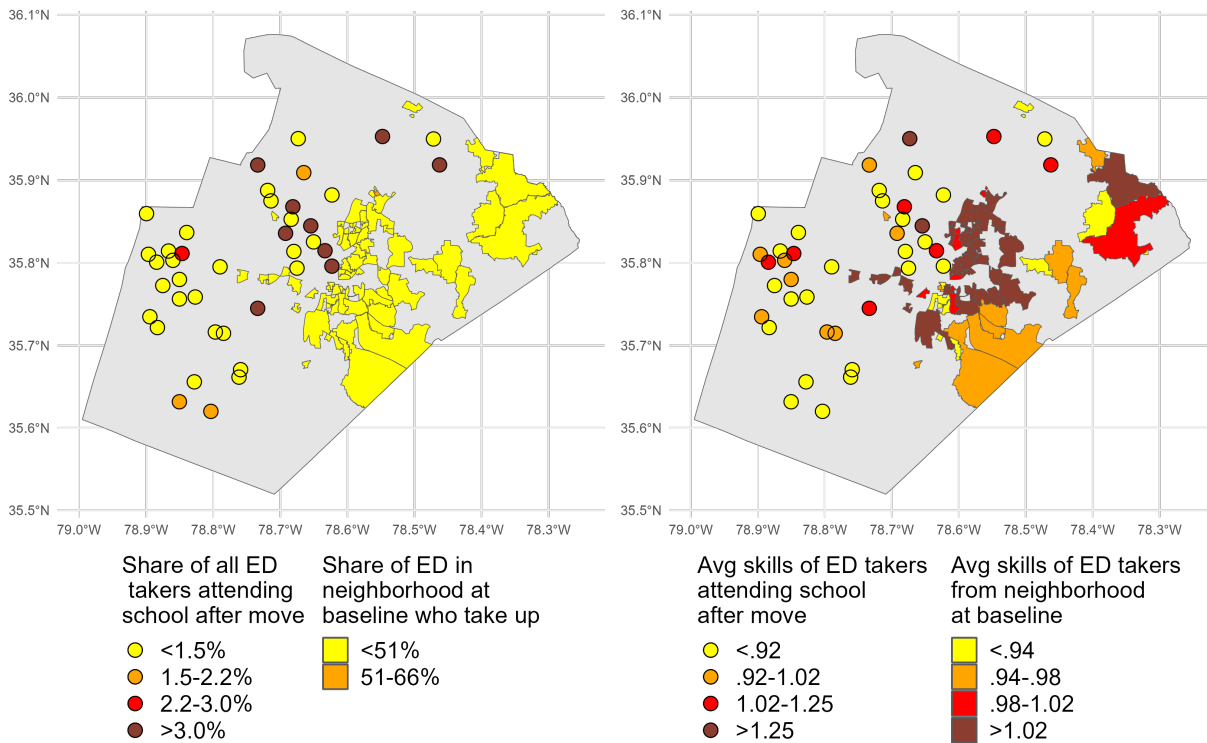 36.1°N
36.0°N
35.9°N
35.8°N
35.7°N
35.6°N
35.5°N
79.0°W 78.9°W 78.8°W 78.7°W 78.6°W 78.5°W 78.4°W 78.3°W
Share of all ED
takers attending
school after move
<1.5%
1.5-2.2%
2.2-3.0%
>3.0%
Share of ED in
neighborhood at
baseline who take up
<51%
51-66%
36.1°N
36.0°N
35.9°N
35.8°N
35.7°N
35.6°N
35.5°N
79.0°W 78.9°W 78.8°W 78.7°W 78.6°W 78.5°W 78.4°W 78.3°W
Avg skills of ED takers
attending school
after move
<.92
.92-1.02
1.02-1.25
>1.25
Avg skills of ED takers
from neighborhood
at baseline
<.94
.94-.98
.98-1.02
>1.02